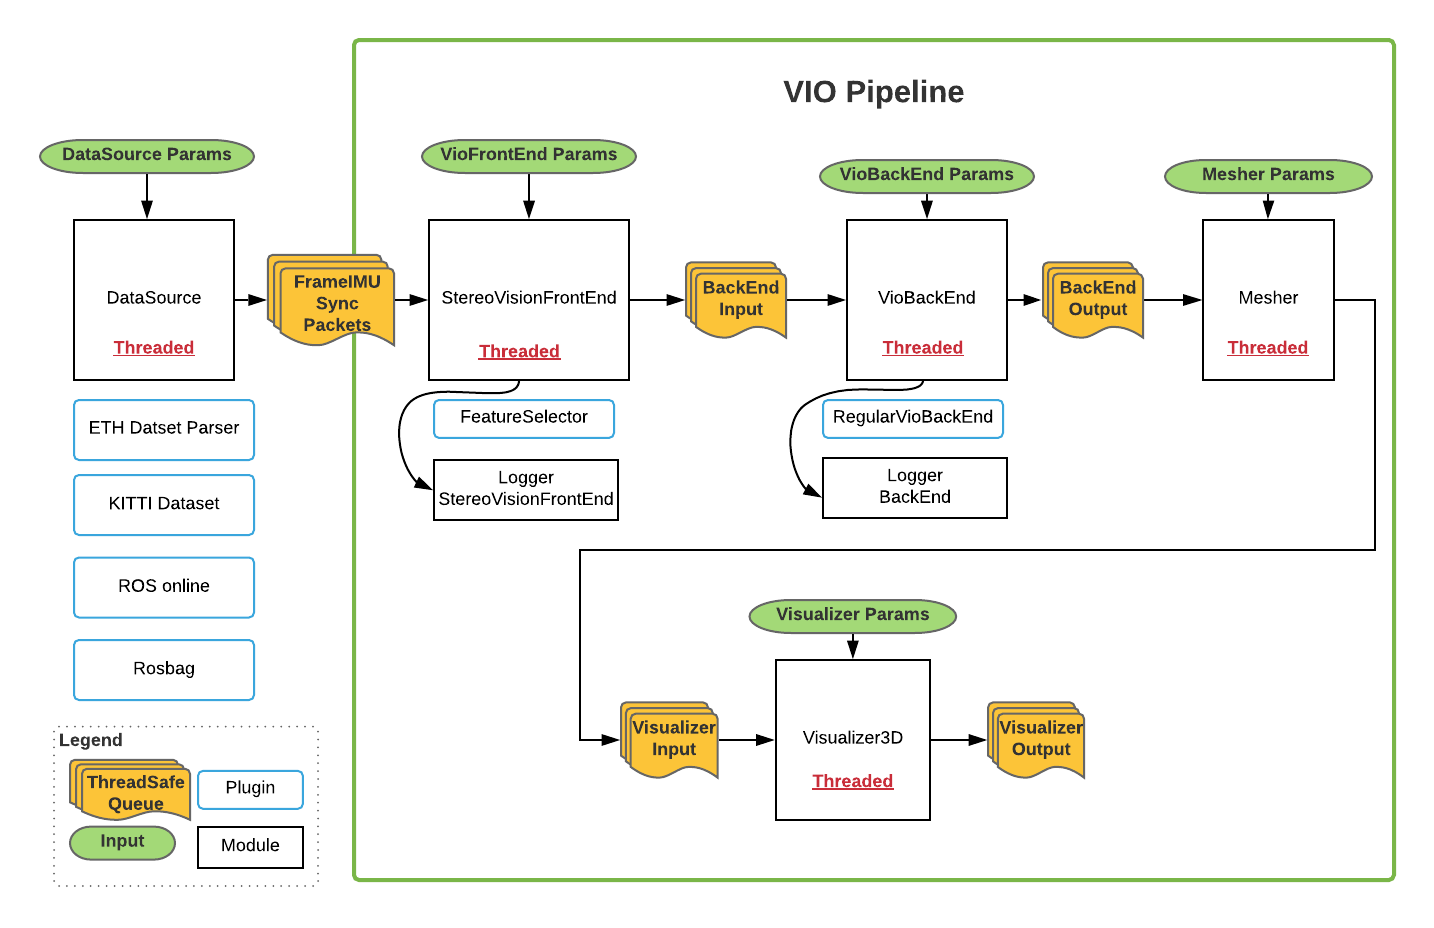 VIO Pipeline
DataSource Params
VioFrontEnd Params
VioBackEnd Params
Mesher Params
DataSource
Threaded
FrameIMU
Sync
Packets
StereoVisionFrontEnd
Threaded
BackEnd
Input
VioBackEnd
Threaded
BackEnd
Output
Mesher
Threaded
ETH Datset Parser
KITTI Dataset
ROS online
Rosbag
FeatureSelector
Logger
StereoVisionFrontEnd
RegularVioBackEnd
Logger
BackEnd
Visualizer Params
Visualizer
Input
Visualizer3D
Threaded
Visualizer
Output
Legend
ThreadSafe
Queue
Plugin
Input
Module